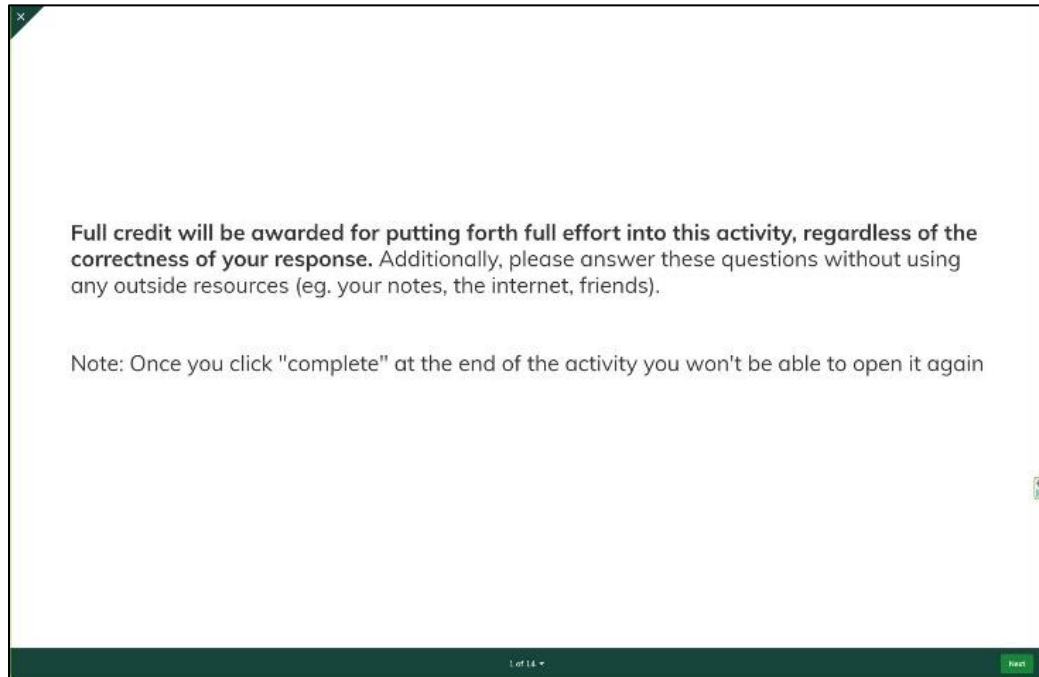 Full credit will be awarded for putting forth full effort into this activity, regardless of the
correctness of your response. Additionally, please answer these questions without using
any outside resources (eg. your notes, the internet, friends).
Note: Once you click "complete" at the end of the activity you won't be able to open it again
1 of 14
Next